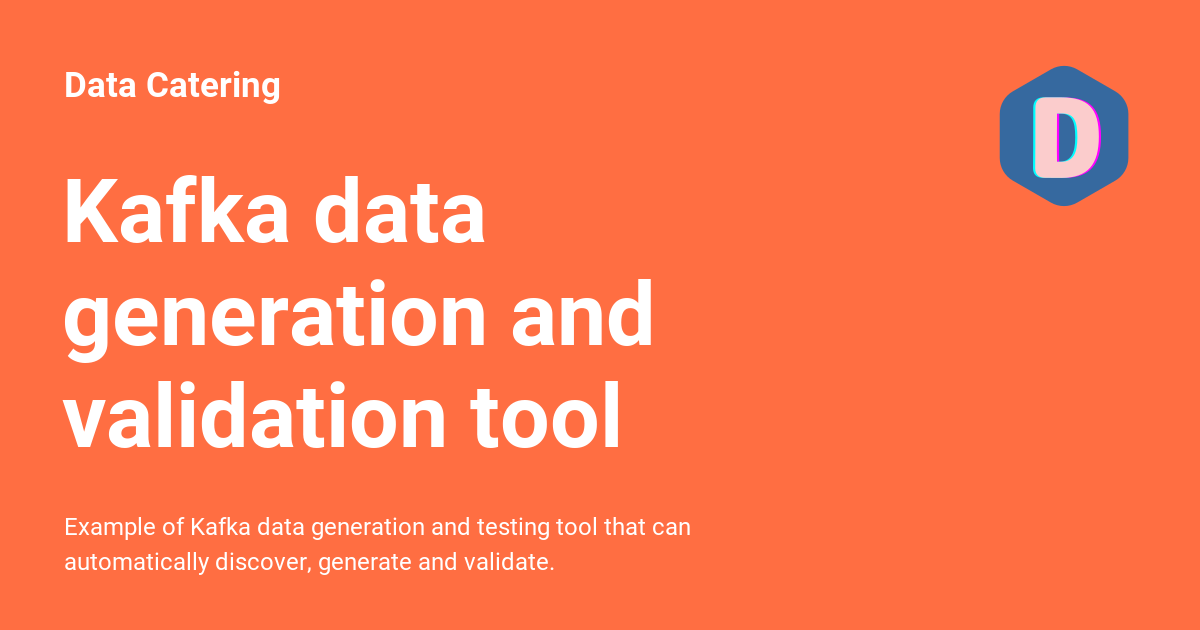 Data Catering
D
Kafka data
generation and
validation tool
Example of Kafka data generation and testing tool that can
automatically discover, generate and validate.